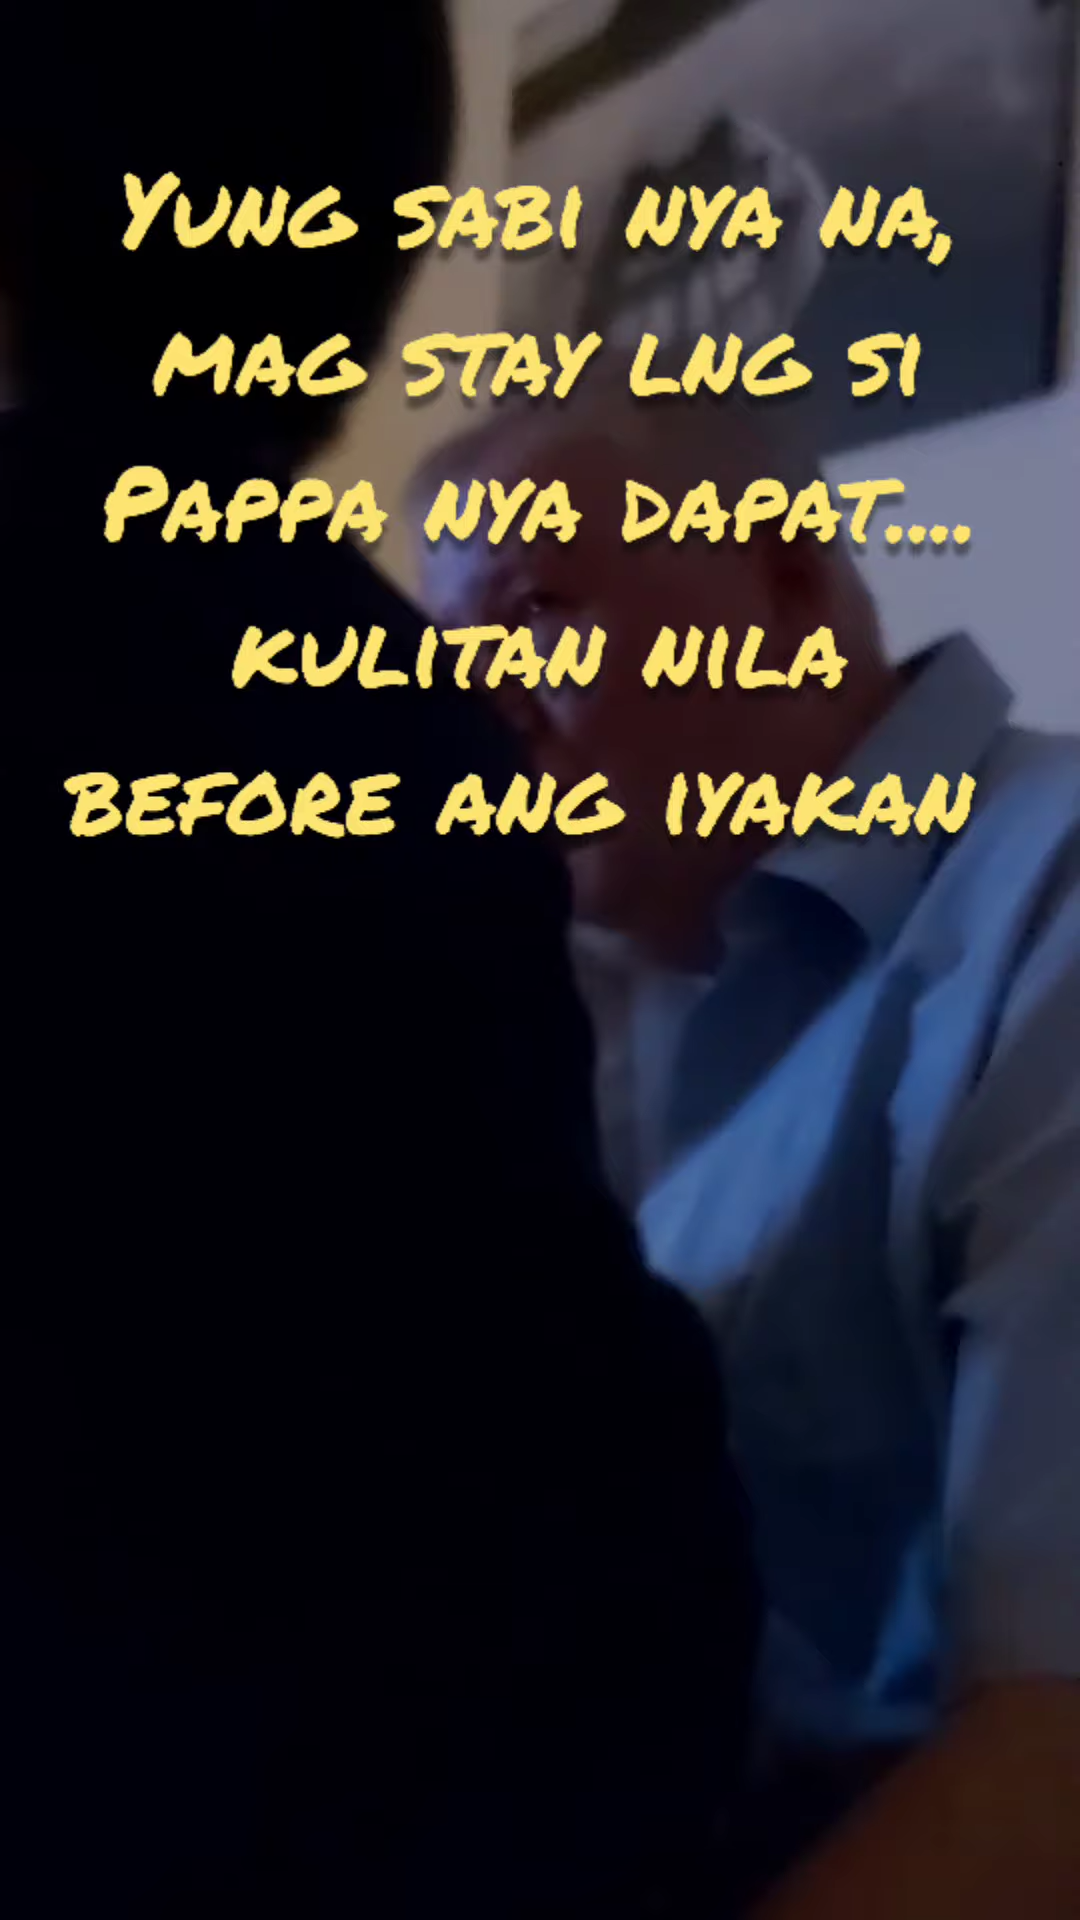 Yung sabi nya na,
mag stay lng si
Pappa nya dapat....
kulitan nila
before ang iyakan